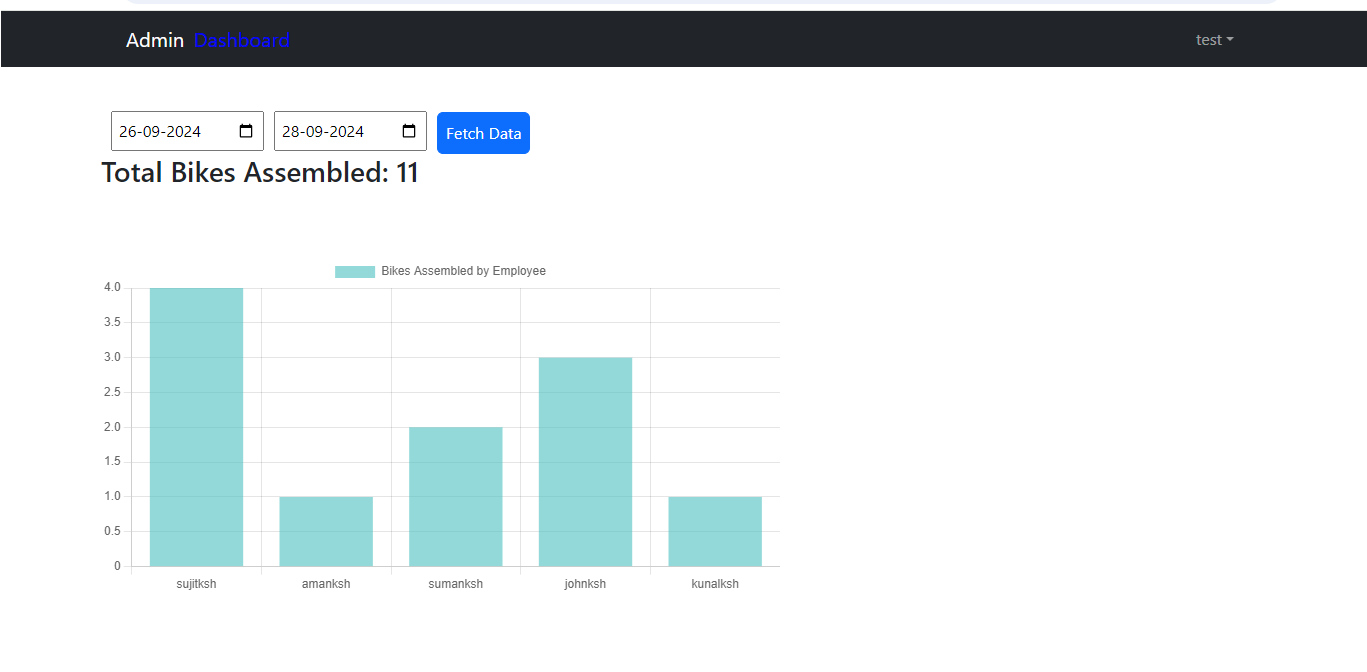 Admin Dashboard test
26-09-2024 28-09-2024 Fetch Data
Total Bikes Assembled: 11
Bikes Assembled by Employee
4.0
3.5
3.0
2.5
2.0
1.5
1.0
0.5
0
sujitksh amanksh sumanksh johnksh kunalksh